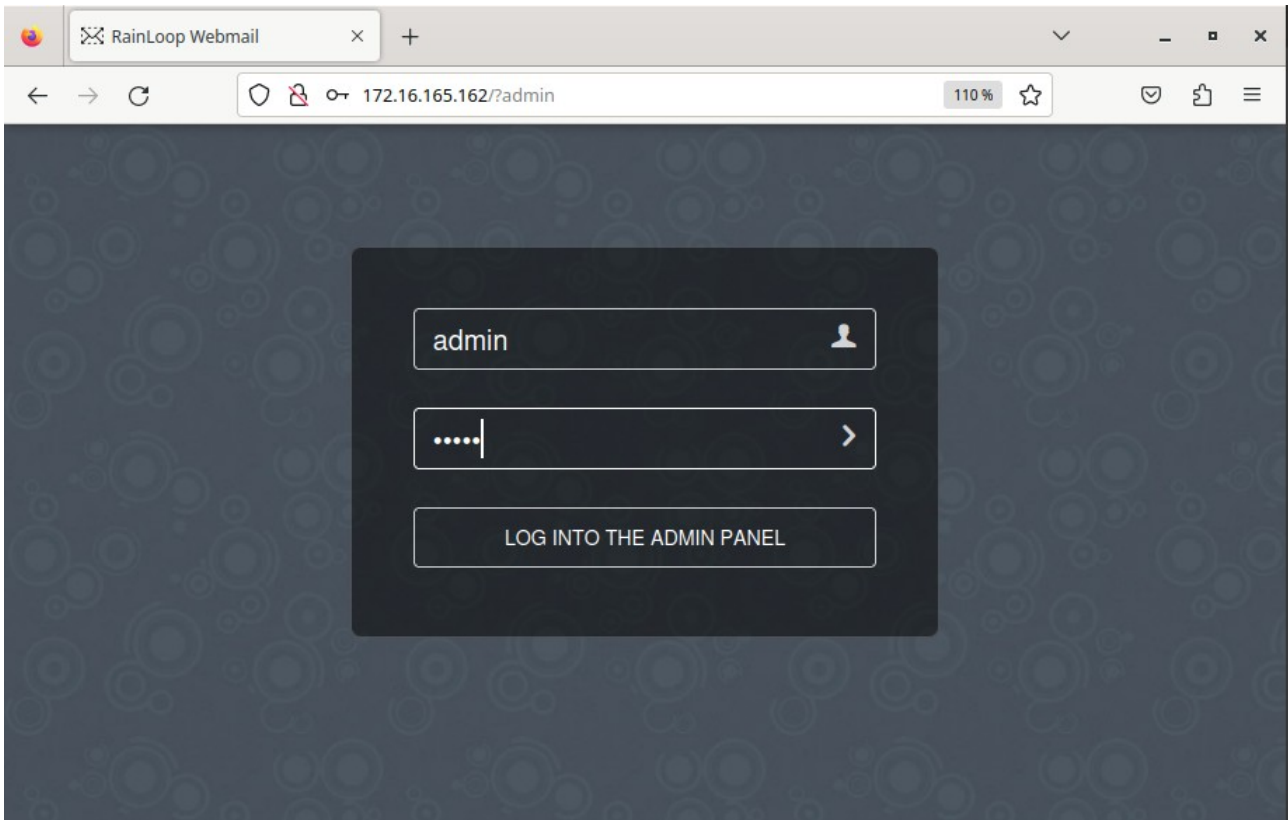 RainLoop Webmail
172.16.165.162/?admin
110 %
admin
•••••
LOG INTO THE ADMIN PANEL